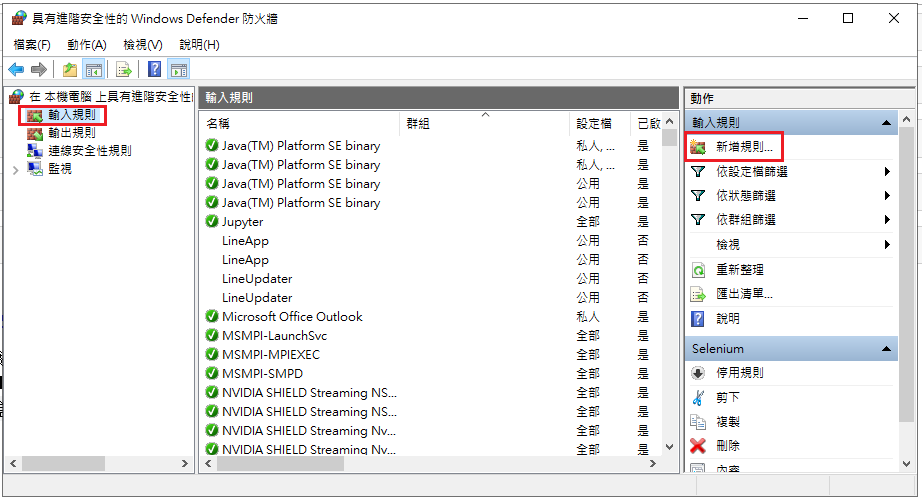 具有進階安全性的 Windows Defender 防火牆
檔案(F) 動作(A) 檢視(V) 說明(H)
在 本機電腦 上具有進階安全性
輸入規則
輸出規則
連線安全性規則
監視
輸入規則
名稱 群組 設定檔 已啟
Java(TM) Platform SE binary 私人, ... 是
Java(TM) Platform SE binary 私人, ... 是
Java(TM) Platform SE binary 公用 是
Java(TM) Platform SE binary 公用 是
Jupyter 全部 是
LineApp 公用 否
LineApp 公用 否
LineUpdater 公用 否
LineUpdater 公用 否
Microsoft Office Outlook 私人 是
MSMPI-LaunchSvc 全部 是
MSMPI-MPIEXEC 全部 是
MSMPI-SMPD 全部 是
NVIDIA SHIELD Streaming NS... 全部 是
NVIDIA SHIELD Streaming NS... 全部 是
NVIDIA SHIELD Streaming Nv... 全部 是
NVIDIA SHIELD Streaming Nv... 全部 是
動作
輸入規則
新增規則...
依設定檔篩選
依狀態篩選
依群組篩選
檢視
重新整理
匯出清單...
說明
Selenium
停用規則
剪下
複製
刪除
內容